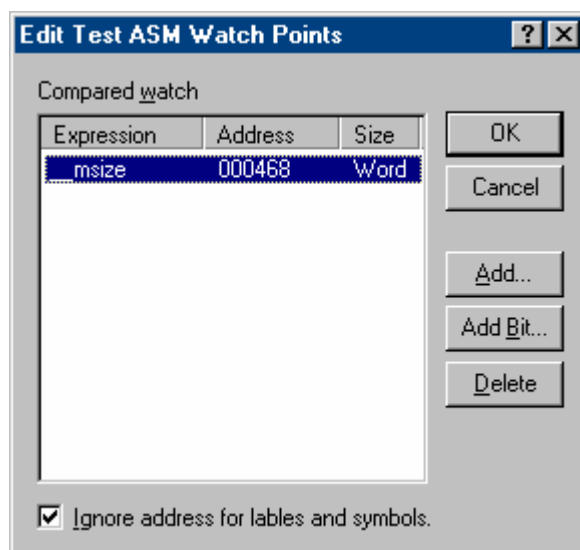 Edit Test ASM Watch Points
Compared watch
Expression Address Size
__msize 000468 Word
OK
Cancel
Add...
Add Bit...
Delete
Ignore address for lables and symbols.